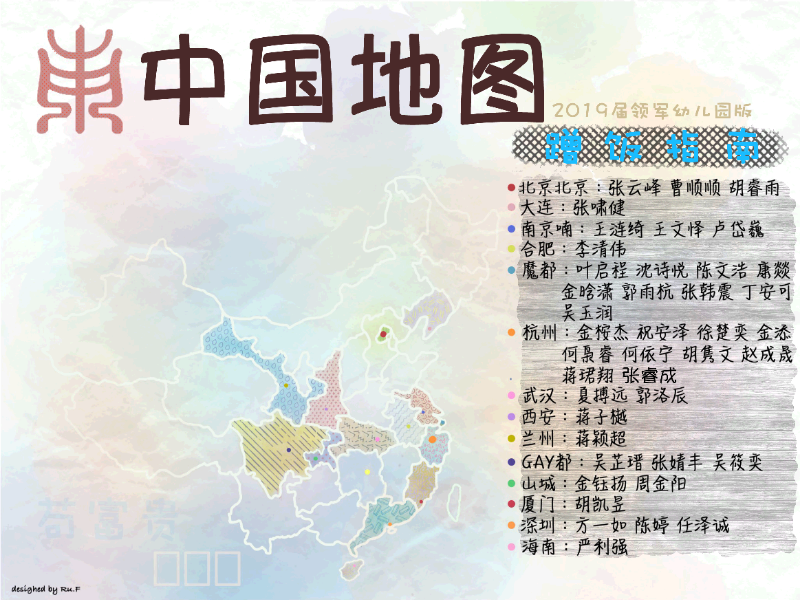 中国地图
2019届领军幼儿园版
蹭饭指南
北京北京：张云峰 曹顺顺 胡睿雨
大连：张啸健
南京喃：王涟绮 王文怿 卢岱巍
合肥：李清伟
魔都：叶启程 沈诗悦 陈文浩 康燚
金晗潇 郭雨杭 张韩震 丁安可
吴玉润
杭州：金桉杰 祝安泽 徐楚奕 金添
何枭睿 何依宁 胡隽文 赵成晟
蒋珺翔 张睿成
武汉：夏搏远 郭洛辰
西安：蒋子樾
兰州：蒋颖超
GAY都：吴芷瑨 张婧丰 吴筱奕
山城：金钰扬 周金阳
厦门：胡凯昱
深圳：方一如 陈婷 任泽诚
海南：严利强
苟富贵
designed by Ru.F